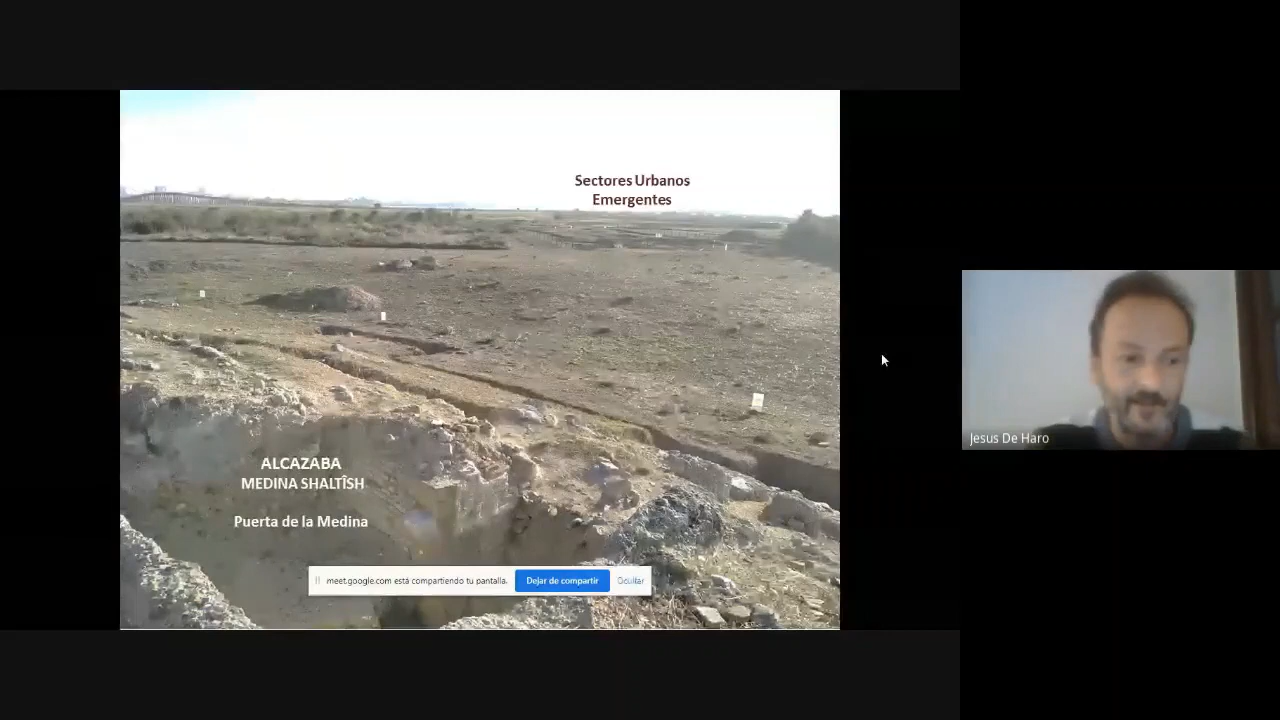 Sectores Urbanos
Emergentes
ALCAZABA
MEDINA SHALTÎSH
Puerta de la Medina
meet.google.com está compartiendo tu pantalla.
Dejar de compartir
Ocultar
Jesus De Haro